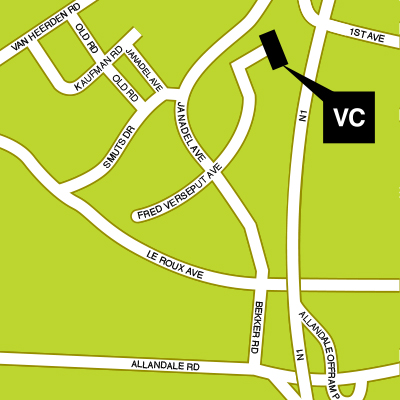 VAN HEERDEN RD
OLD RD
KAUFMAN RD
JANADEL AVE
OLD RD
1ST AVE
VC
N1
JANADEL AVE
SMUTS DR
FRED VERSEPUT AVE
LE ROUX AVE
BEKKER RD
ALLANDALE OFFRAMP
N1
ALLANDALE RD